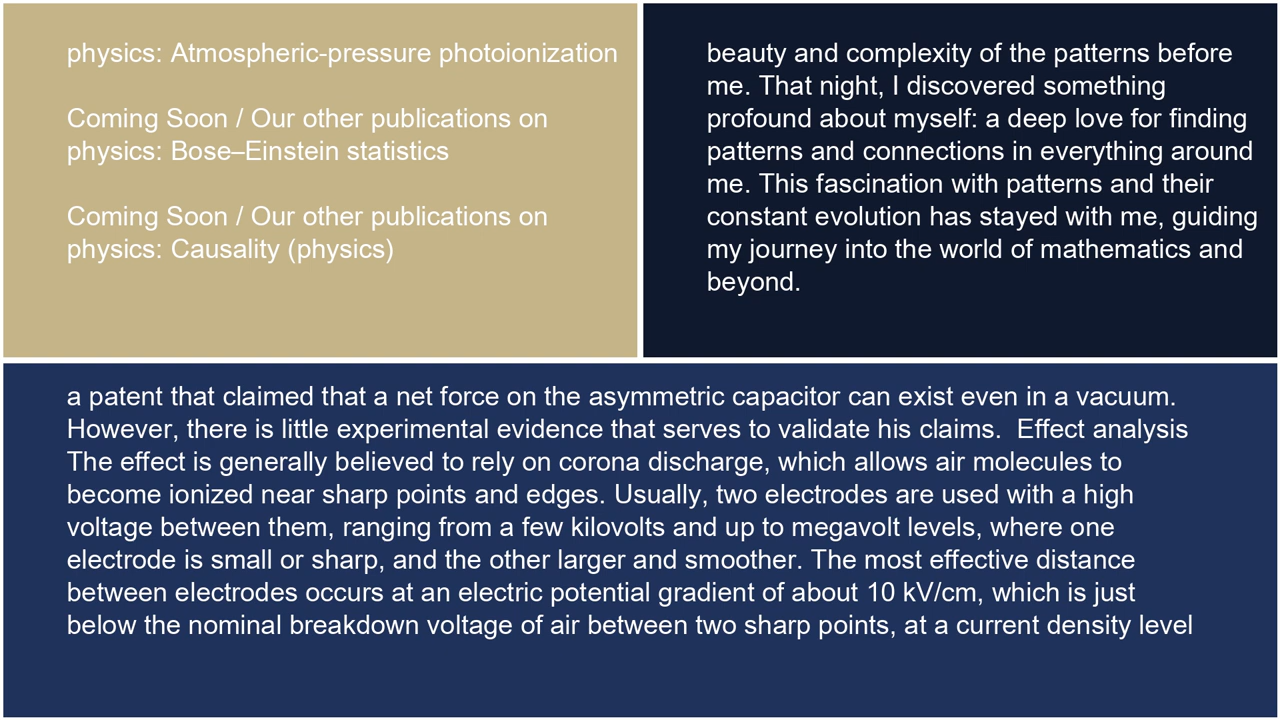 physics: Atmospheric-pressure photoionization
Coming Soon / Our other publications on
physics: Bose–Einstein statistics
Coming Soon / Our other publications on
physics: Causality (physics)
beauty and complexity of the patterns before
me. That night, I discovered something
profound about myself: a deep love for finding
patterns and connections in everything around
me. This fascination with patterns and their
constant evolution has stayed with me, guiding
my journey into the world of mathematics and
beyond.
a patent that claimed that a net force on the asymmetric capacitor can exist even in a vacuum.
However, there is little experimental evidence that serves to validate his claims.  Effect analysis
The effect is generally believed to rely on corona discharge, which allows air molecules to
become ionized near sharp points and edges. Usually, two electrodes are used with a high
voltage between them, ranging from a few kilovolts and up to megavolt levels, where one
electrode is small or sharp, and the other larger and smoother. The most effective distance
between electrodes occurs at an electric potential gradient of about 10 kV/cm, which is just
below the nominal breakdown voltage of air between two sharp points, at a current density level